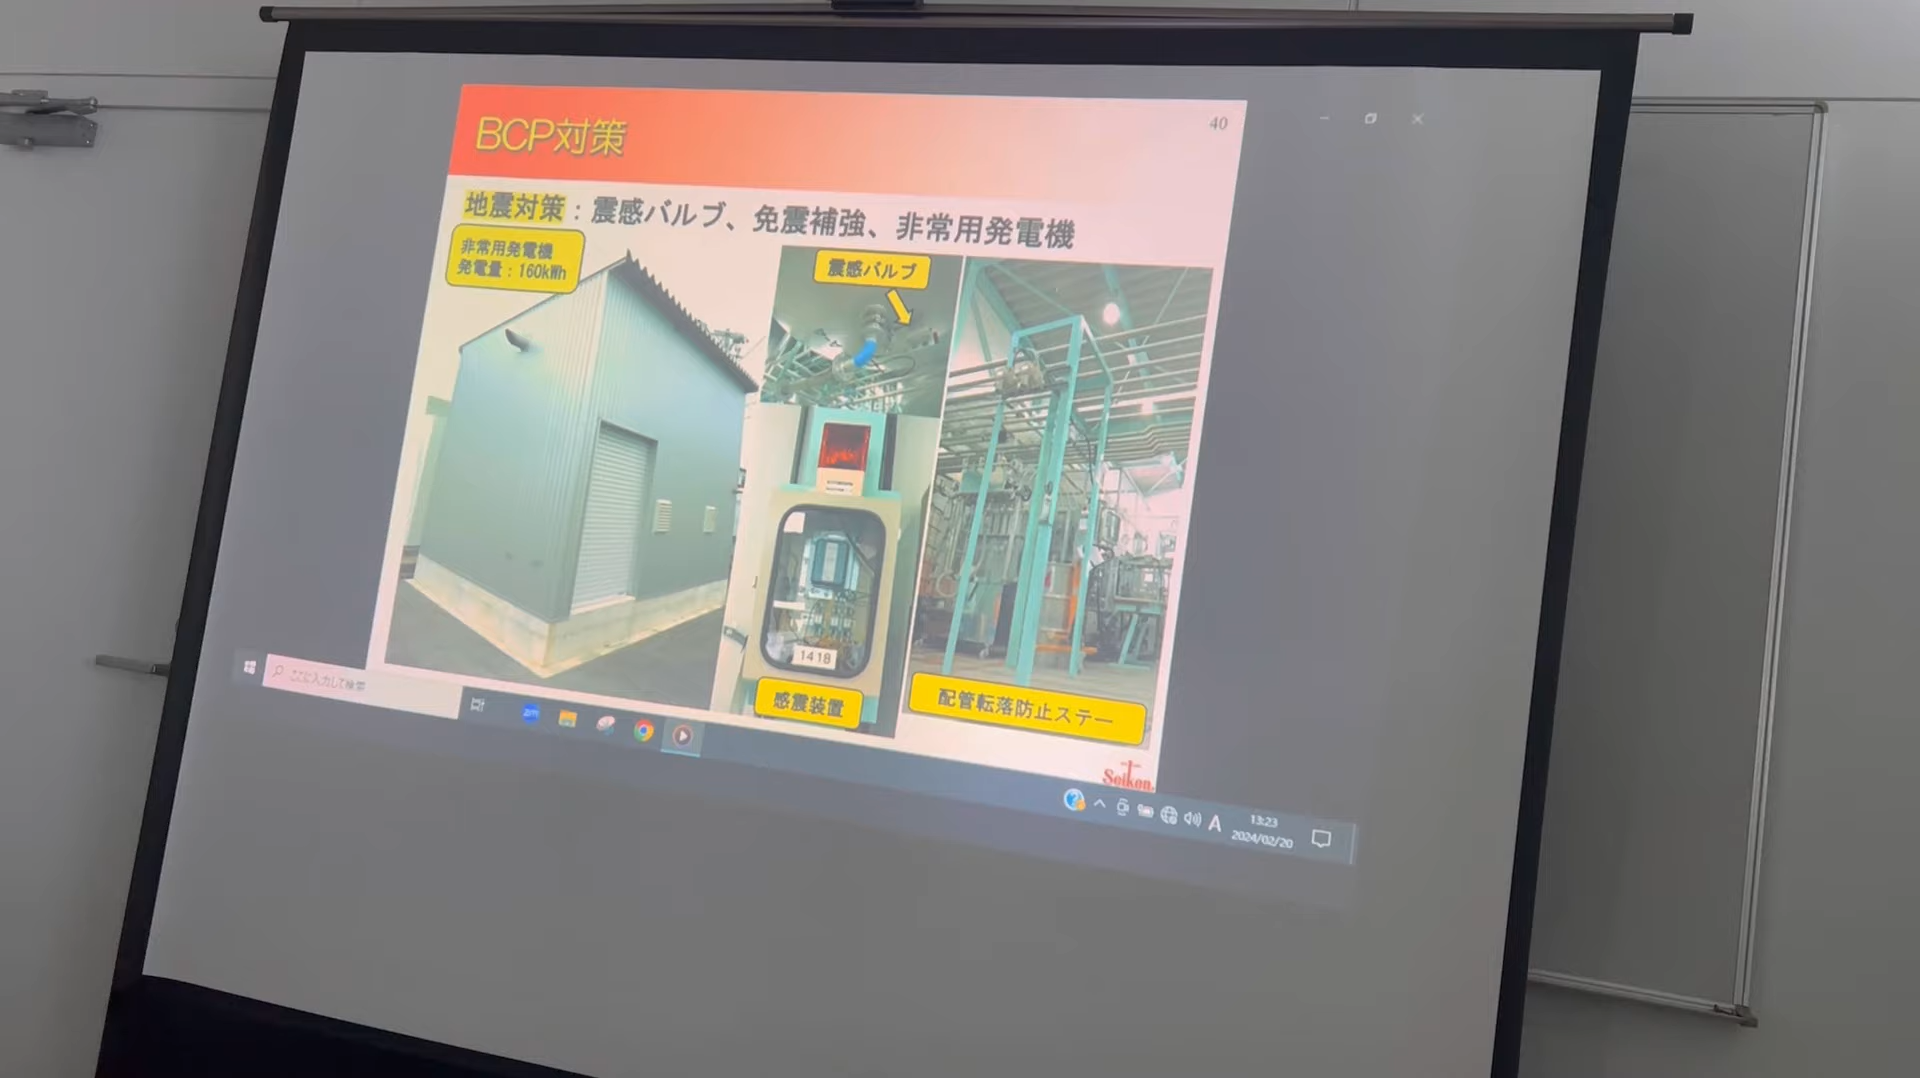 BCP対策
40
地震対策：震感バルブ、免震補強、非常用発電機
非常用発電機
発電量：160kWh
震感バルブ
1418
感震装置
配管転落防止ステー
Seiken
ここに入力して検索
A
13:23
2024/02/20